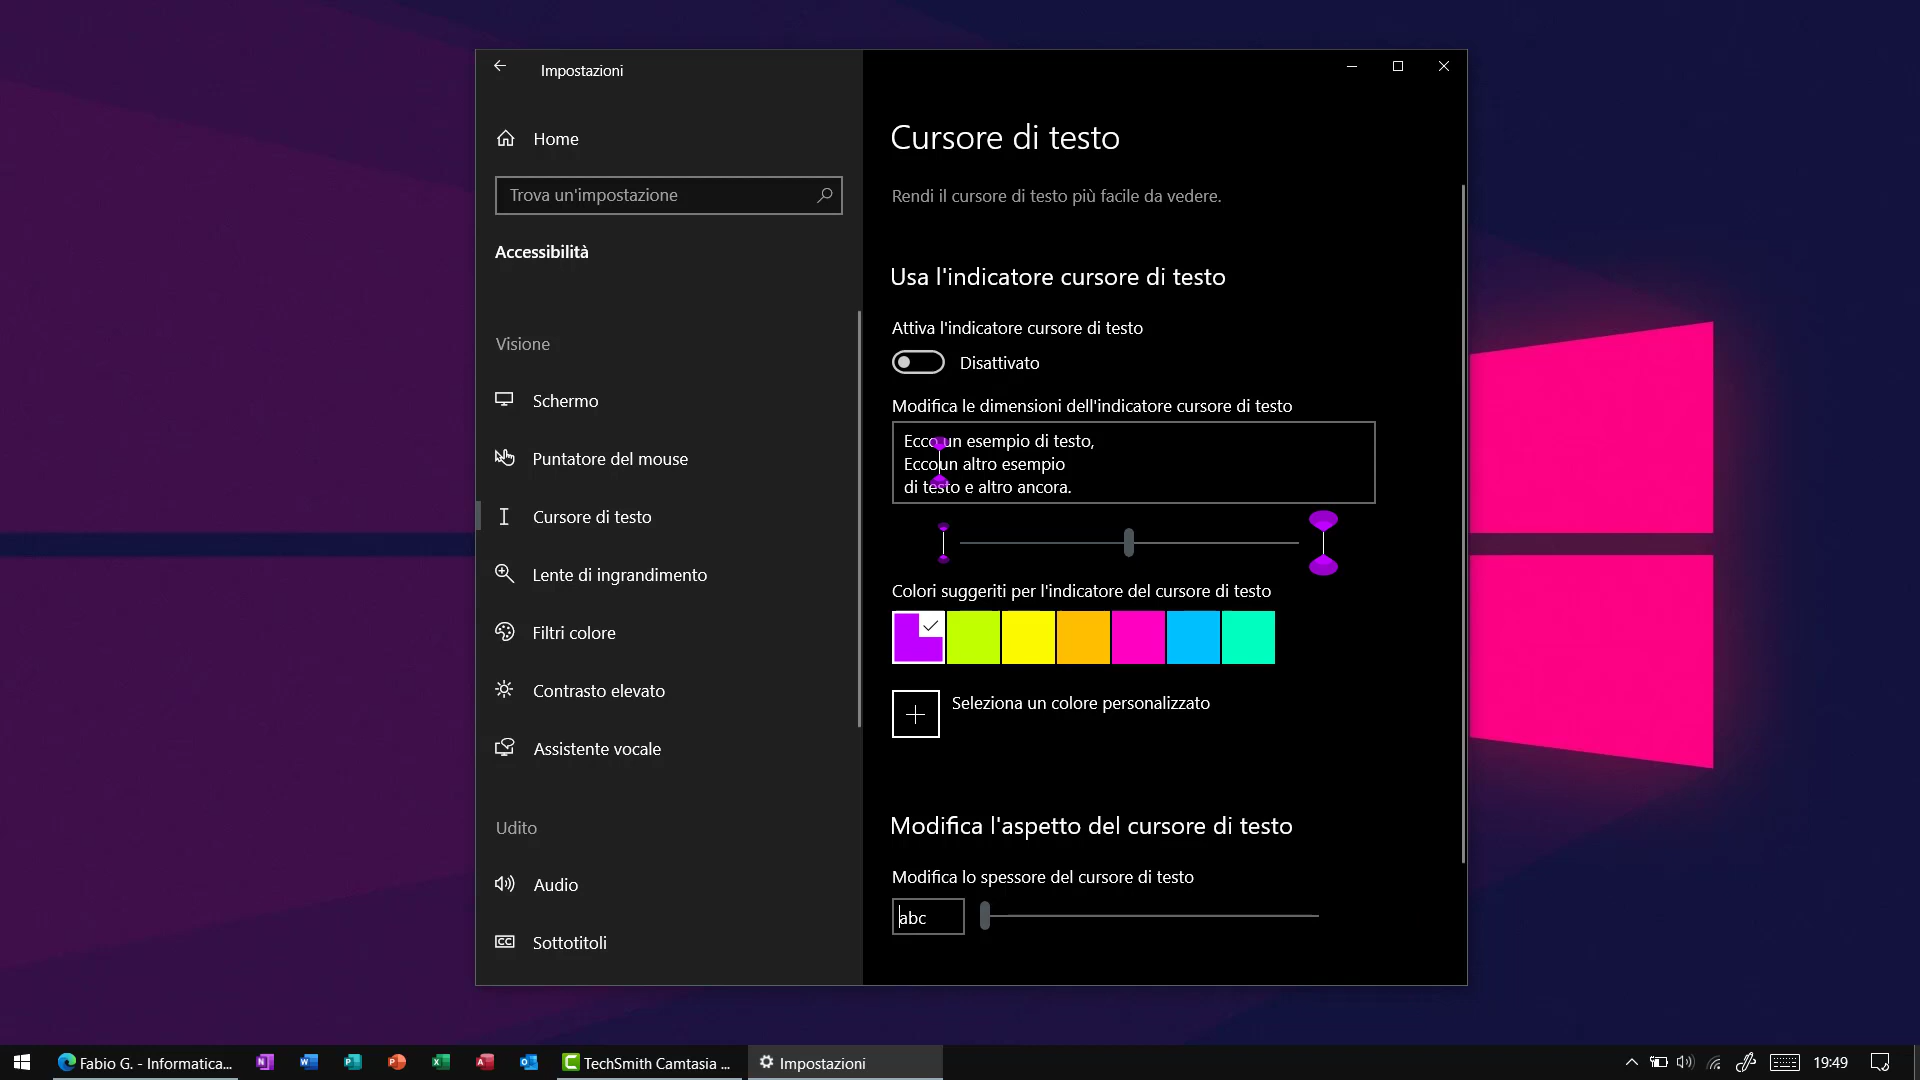 Impostazioni
Home
Trova un'impostazione
Accessibilità
Visione
Schermo
Puntatore del mouse
Cursore di testo
Lente di ingrandimento
Filtri colore
Contrasto elevato
Assistente vocale
Udito
Audio
Sottotitoli
Cursore di testo
Rendi il cursore di testo più facile da vedere.
Usa l'indicatore cursore di testo
Attiva l'indicatore cursore di testo
Disattivato
Modifica le dimensioni dell'indicatore cursore di testo
Ecco un esempio di testo,
Eccoun altro esempio
di testo e altro ancora.
Colori suggeriti per l'indicatore del cursore di testo
Seleziona un colore personalizzato
Modifica l'aspetto del cursore di testo
Modifica lo spessore del cursore di testo
abc
Fabio G. - Informatica...
TechSmith Camtasia ...
Impostazioni
19:49